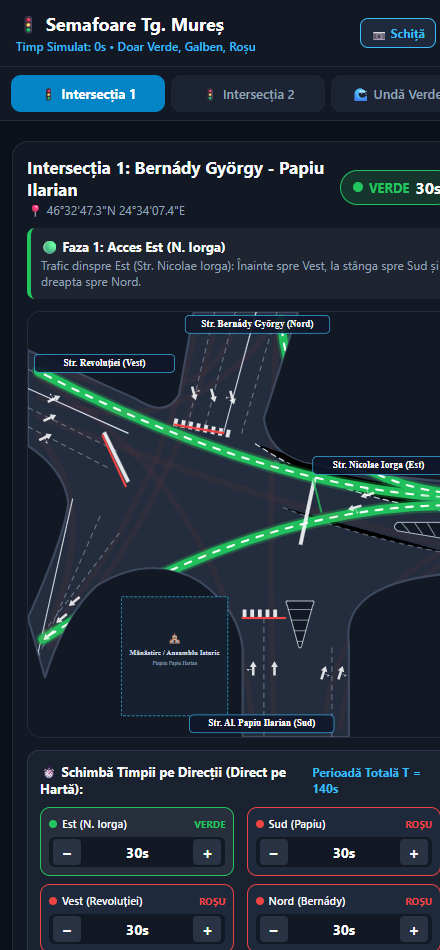 Semafoare Tg. Mureș
Timp Simulat: 0s • Doar Verde, Galben, Roșu
Schiță
Intersecția 1
Intersecția 2
Undă Verde
Intersecția 1: Bernády György - Papiu
Ilarian
46°32'47.3"N 24°34'07.4"E
VERDE 30s
Faza 1: Acces Est (N. Iorga)
Trafic dinspre Est (Str. Nicolae Iorga): Înainte spre Vest, la stânga spre Sud și
dreapta spre Nord.
Str. Bernády György (Nord)
Str. Revoluției (Vest)
Str. Nicolae Iorga (Est)
Mănăstire / Ansamblu Istoric
Piațeta Papiu Ilarian
Str. Al. Papiu Ilarian (Sud)
Schimbă Timpii pe Direcții (Direct pe
Hartă):
Perioadă Totală T =
140s
Est (N. Iorga) VERDE
− 30s +
Sud (Papiu) ROȘU
− 30s +
Vest (Revoluției) ROȘU
− 30s +
Nord (Bernády) ROȘU
− 30s +